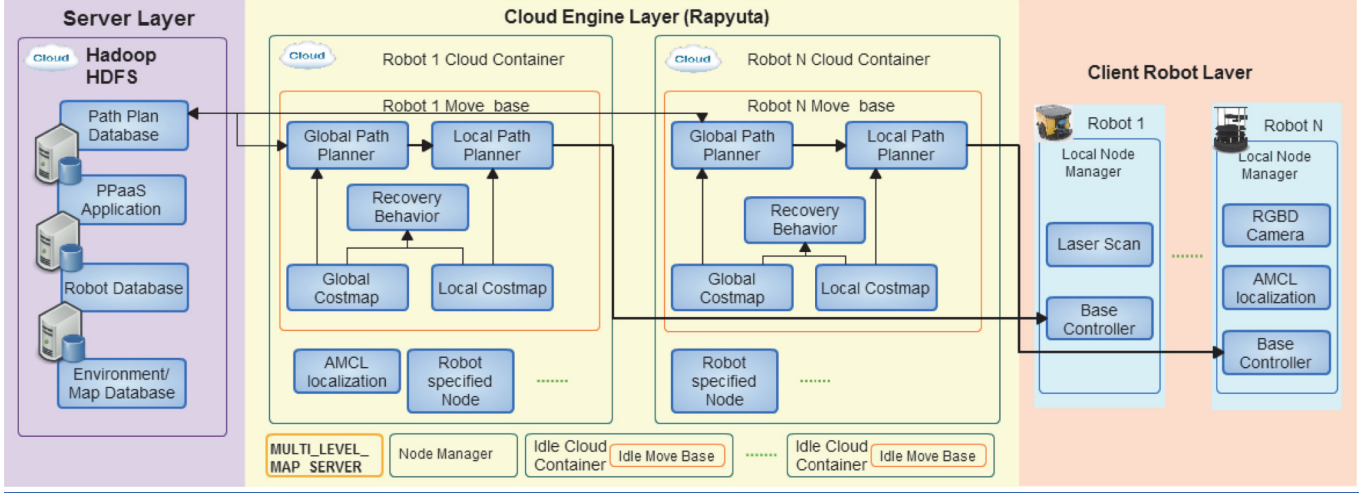 Server Layer
Cloud
Hadoop
HDFS
Path Plan
Database
PPaaS
Application
Robot Database
Environment/
Map Database
Cloud Engine Layer (Rapyuta)
Cloud
Robot 1 Cloud Container
Robot 1 Move_base
Global Path
Planner
Local Path
Planner
Recovery
Behavior
Global
Costmap
Local Costmap
AMCL
localization
Robot
specified
Node
........
Cloud
Robot N Cloud Container
Robot N Move_base
Global Path
Planner
Local Path
Planner
Recovery
Behavior
Global
Costmap
Local Costmap
Robot
specified
Node
........
MULTI_LEVEL_
MAP_SERVER
Node Manager
Idle Cloud
Container
Idle Move Base
........
Idle Cloud
Container
Idle Move Base
Client Robot Laver
Robot 1
Local Node
Manager
Laser Scan
Base
Controller
........
Robot N
Local Node
Manager
RGBD
Camera
AMCL
localization
Base
Controller